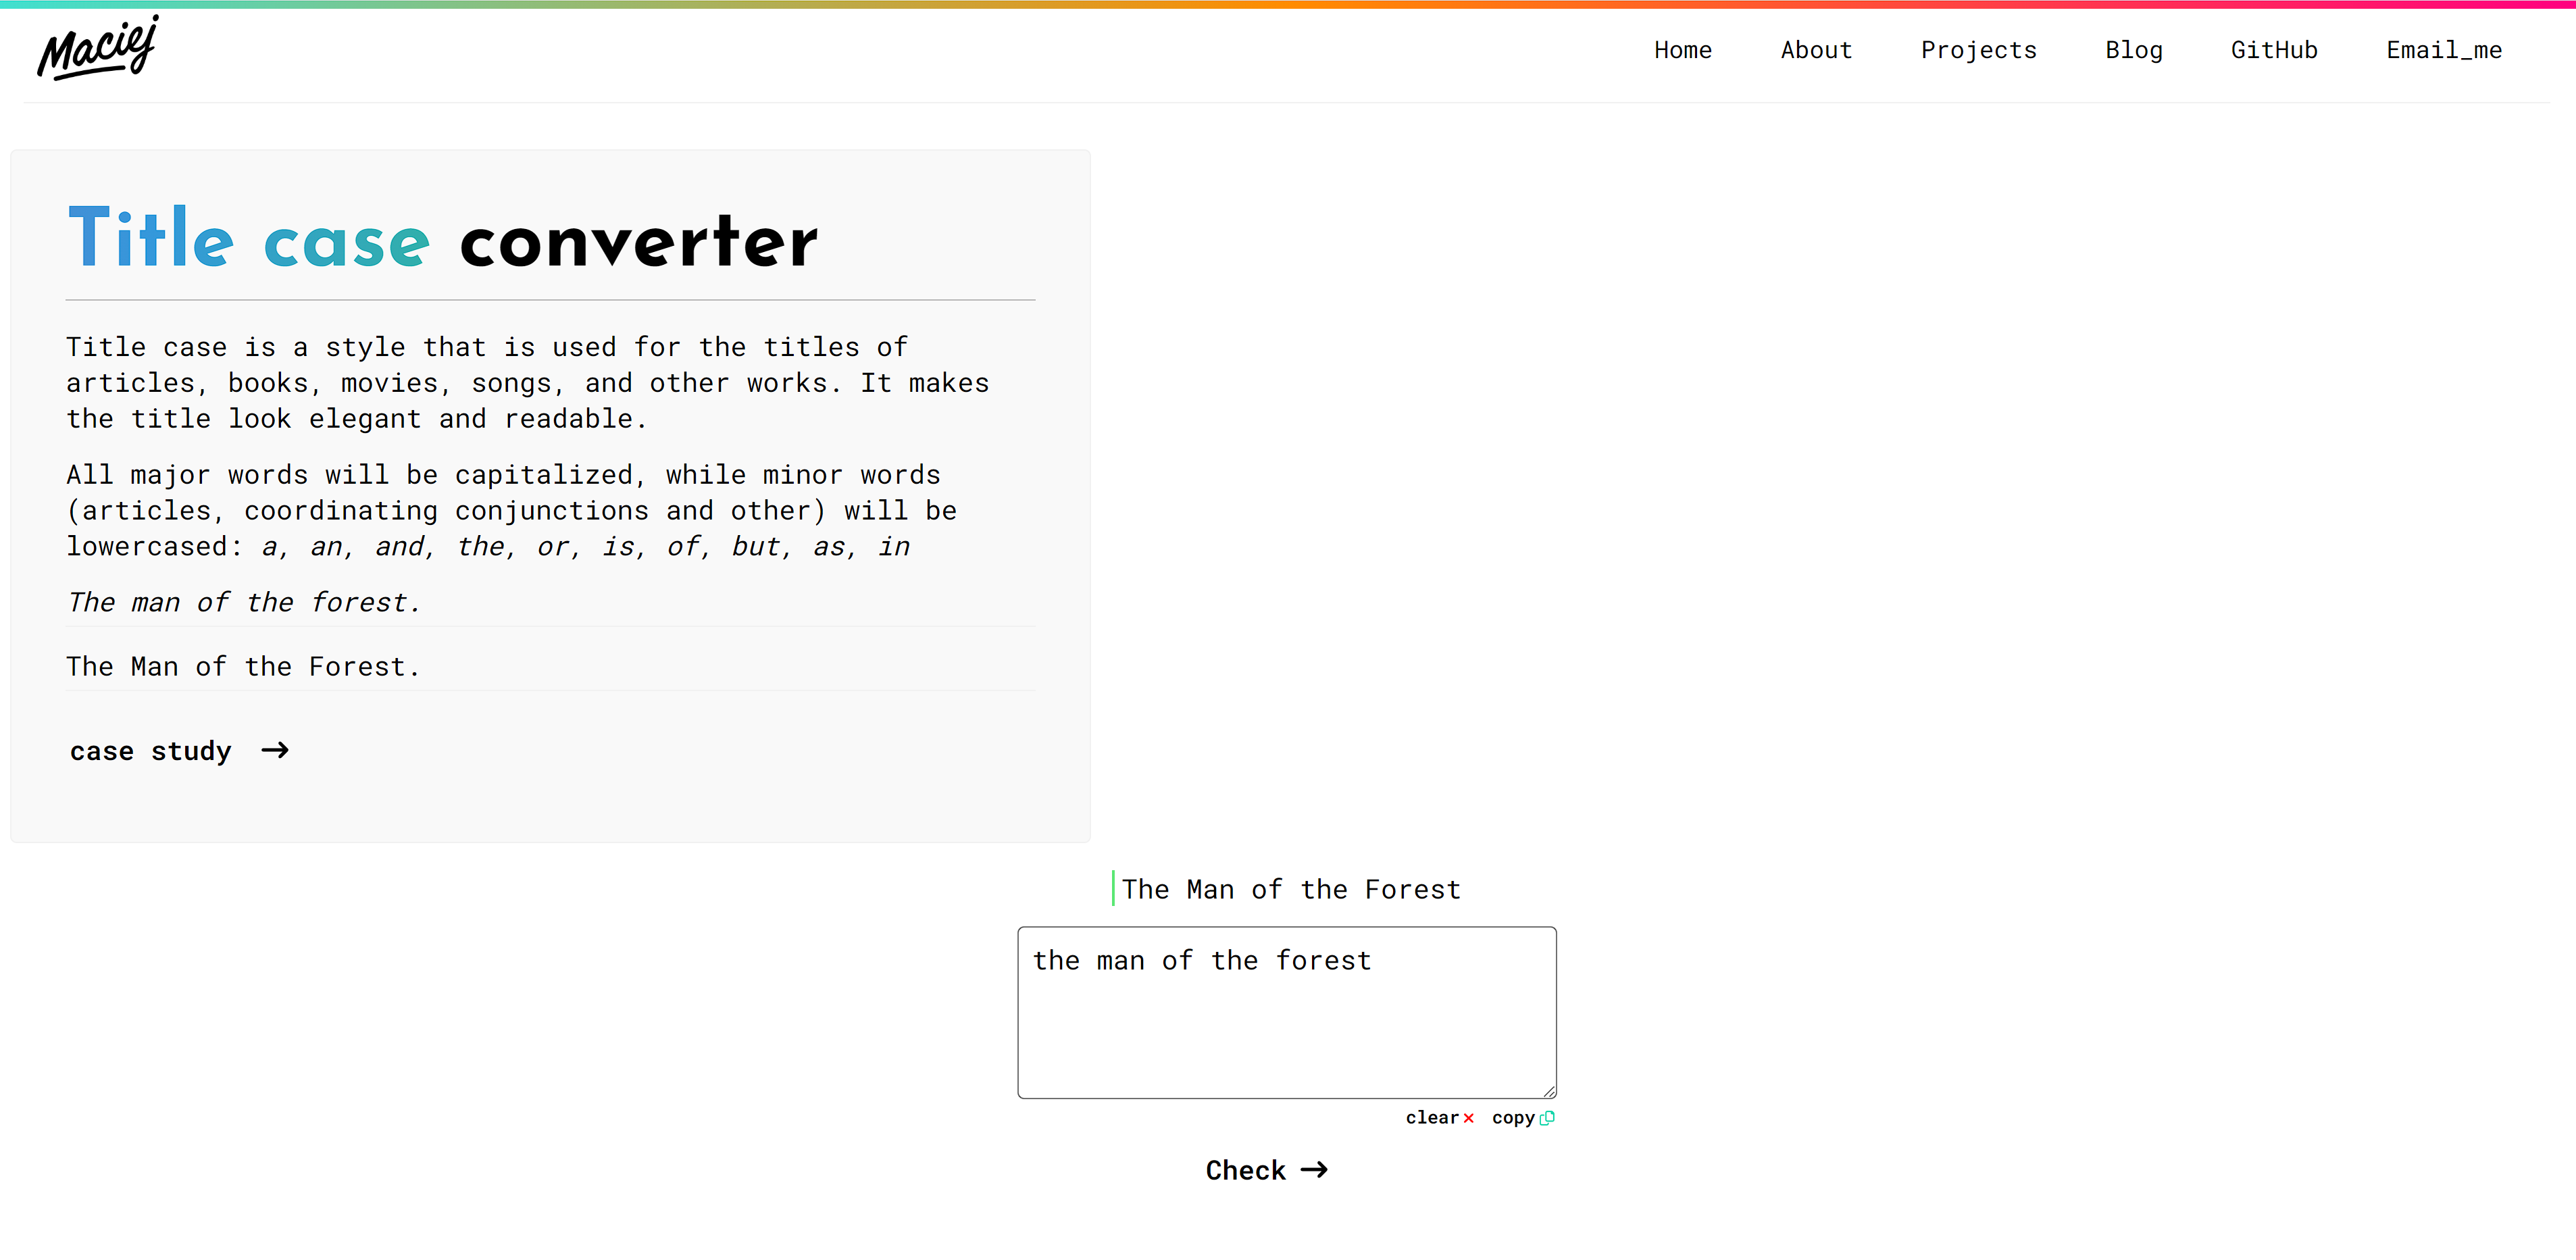 Maciej
Home About Projects Blog GitHub Email_me
Title case converter
Title case is a style that is used for the titles of
articles, books, movies, songs, and other works. It makes
the title look elegant and readable.
All major words will be capitalized, while minor words
(articles, coordinating conjunctions and other) will be
lowercased: a, an, and, the, or, is, of, but, as, in
The man of the forest.
The Man of the Forest.
case study →
The Man of the Forest
the man of the forest
clear× copy
Check →